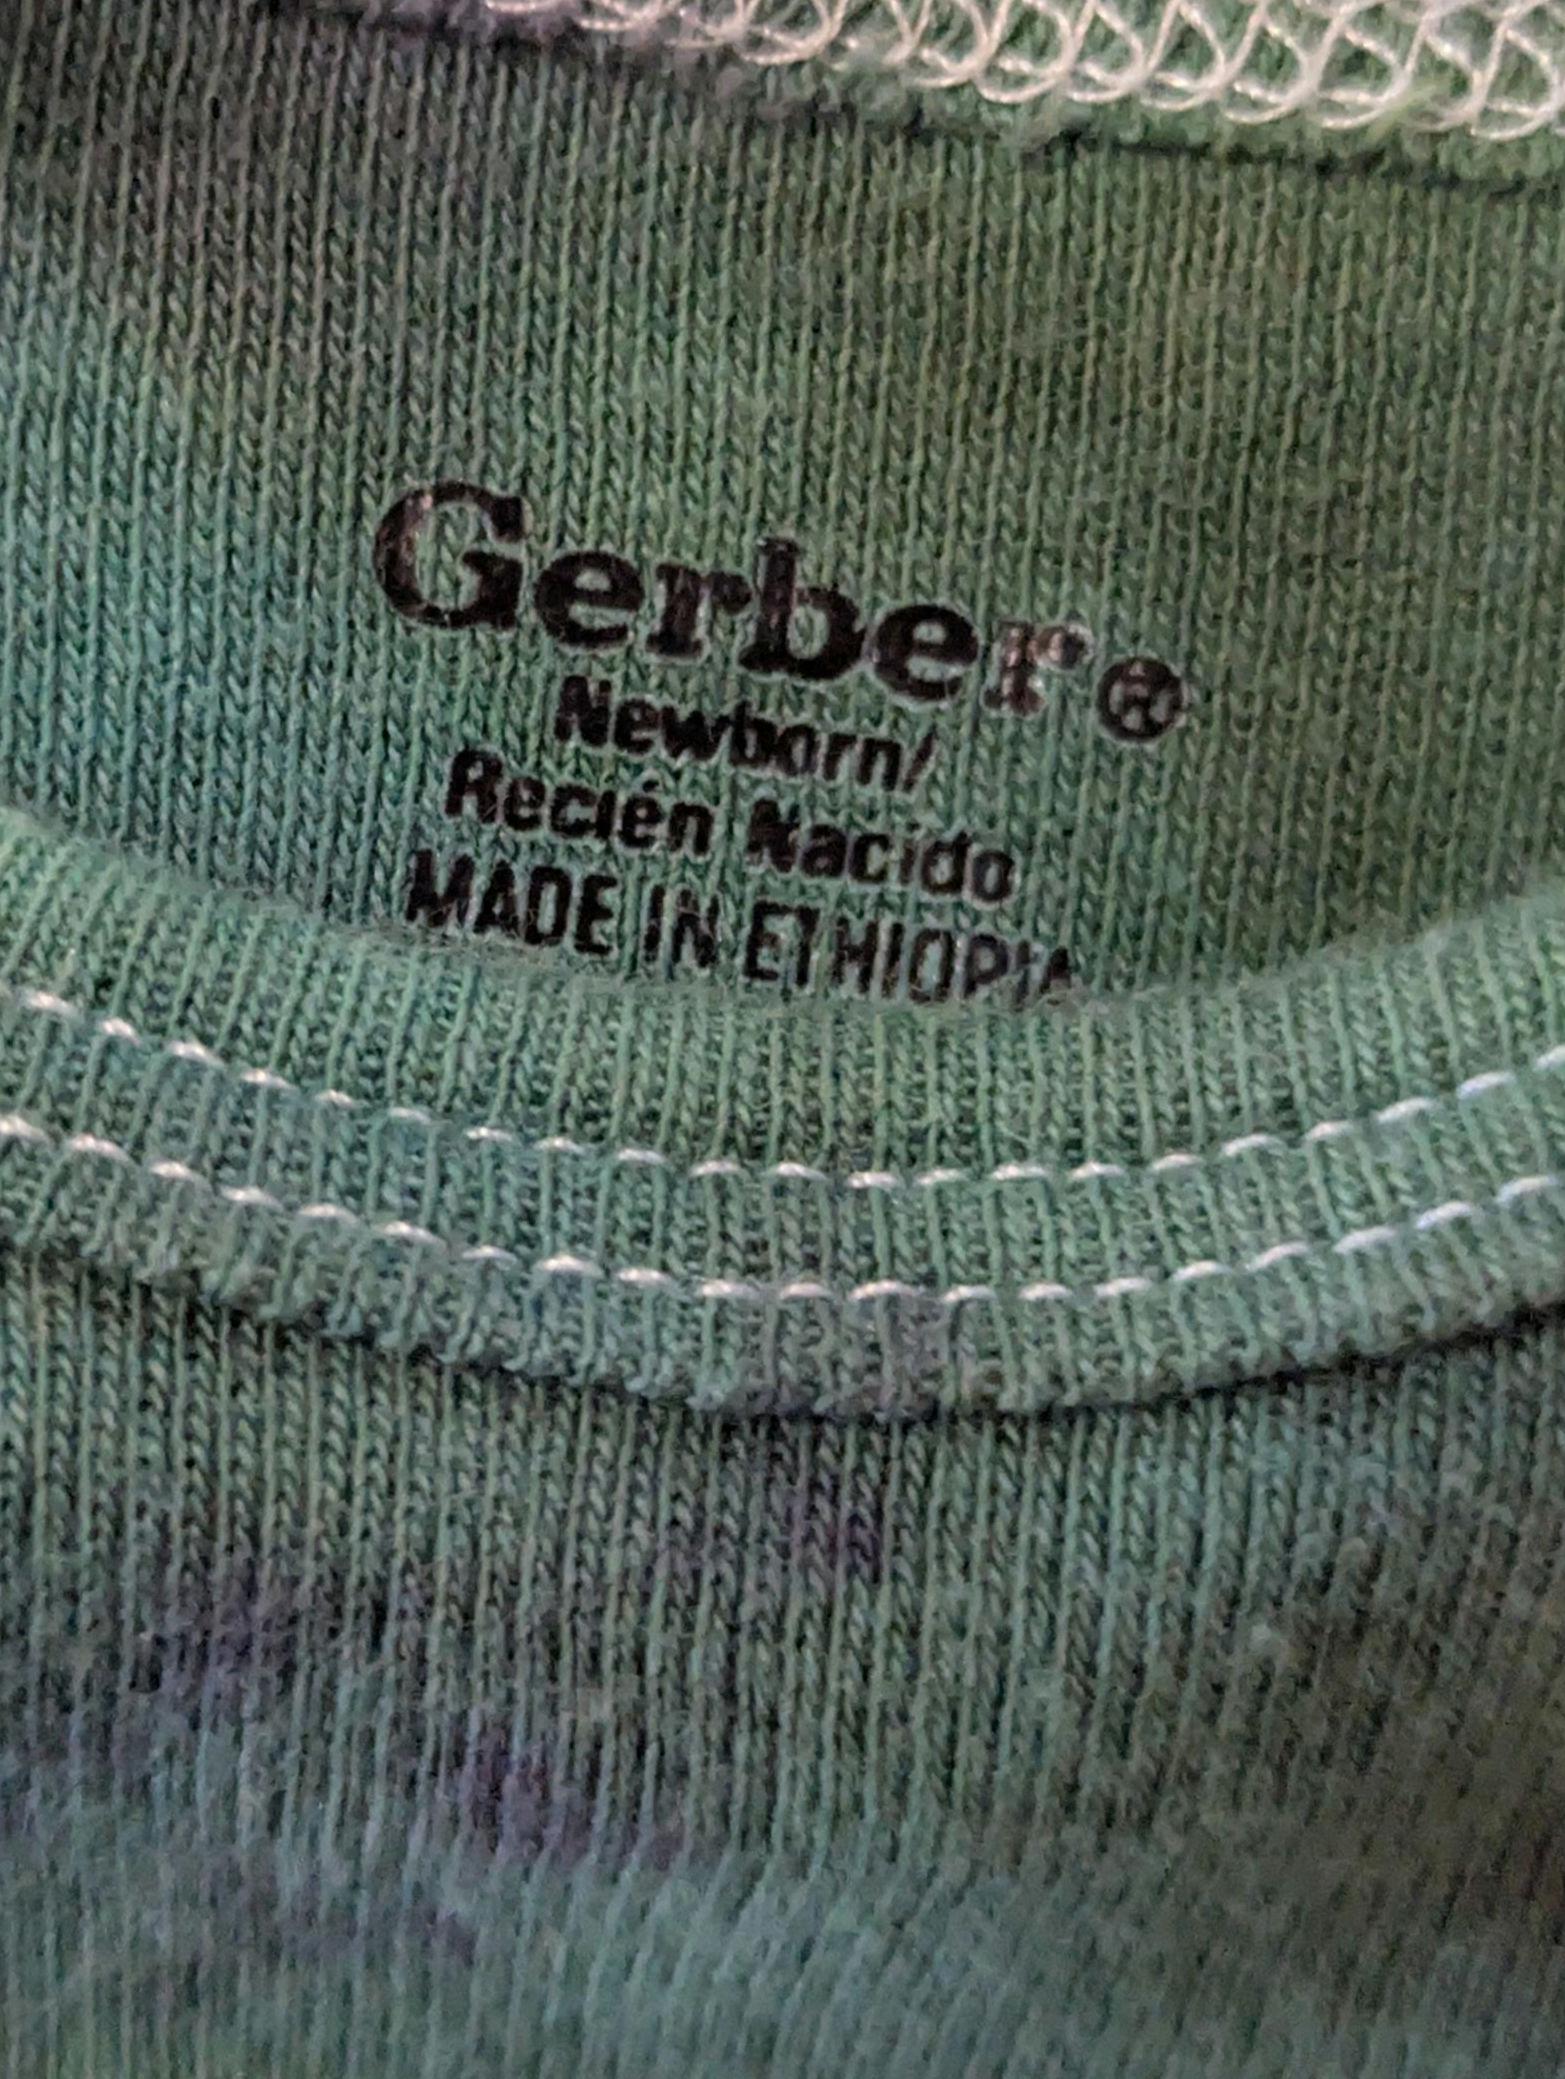 Gerber®
Newborn/
Recién Nacido
MADE IN ETHIOPIA